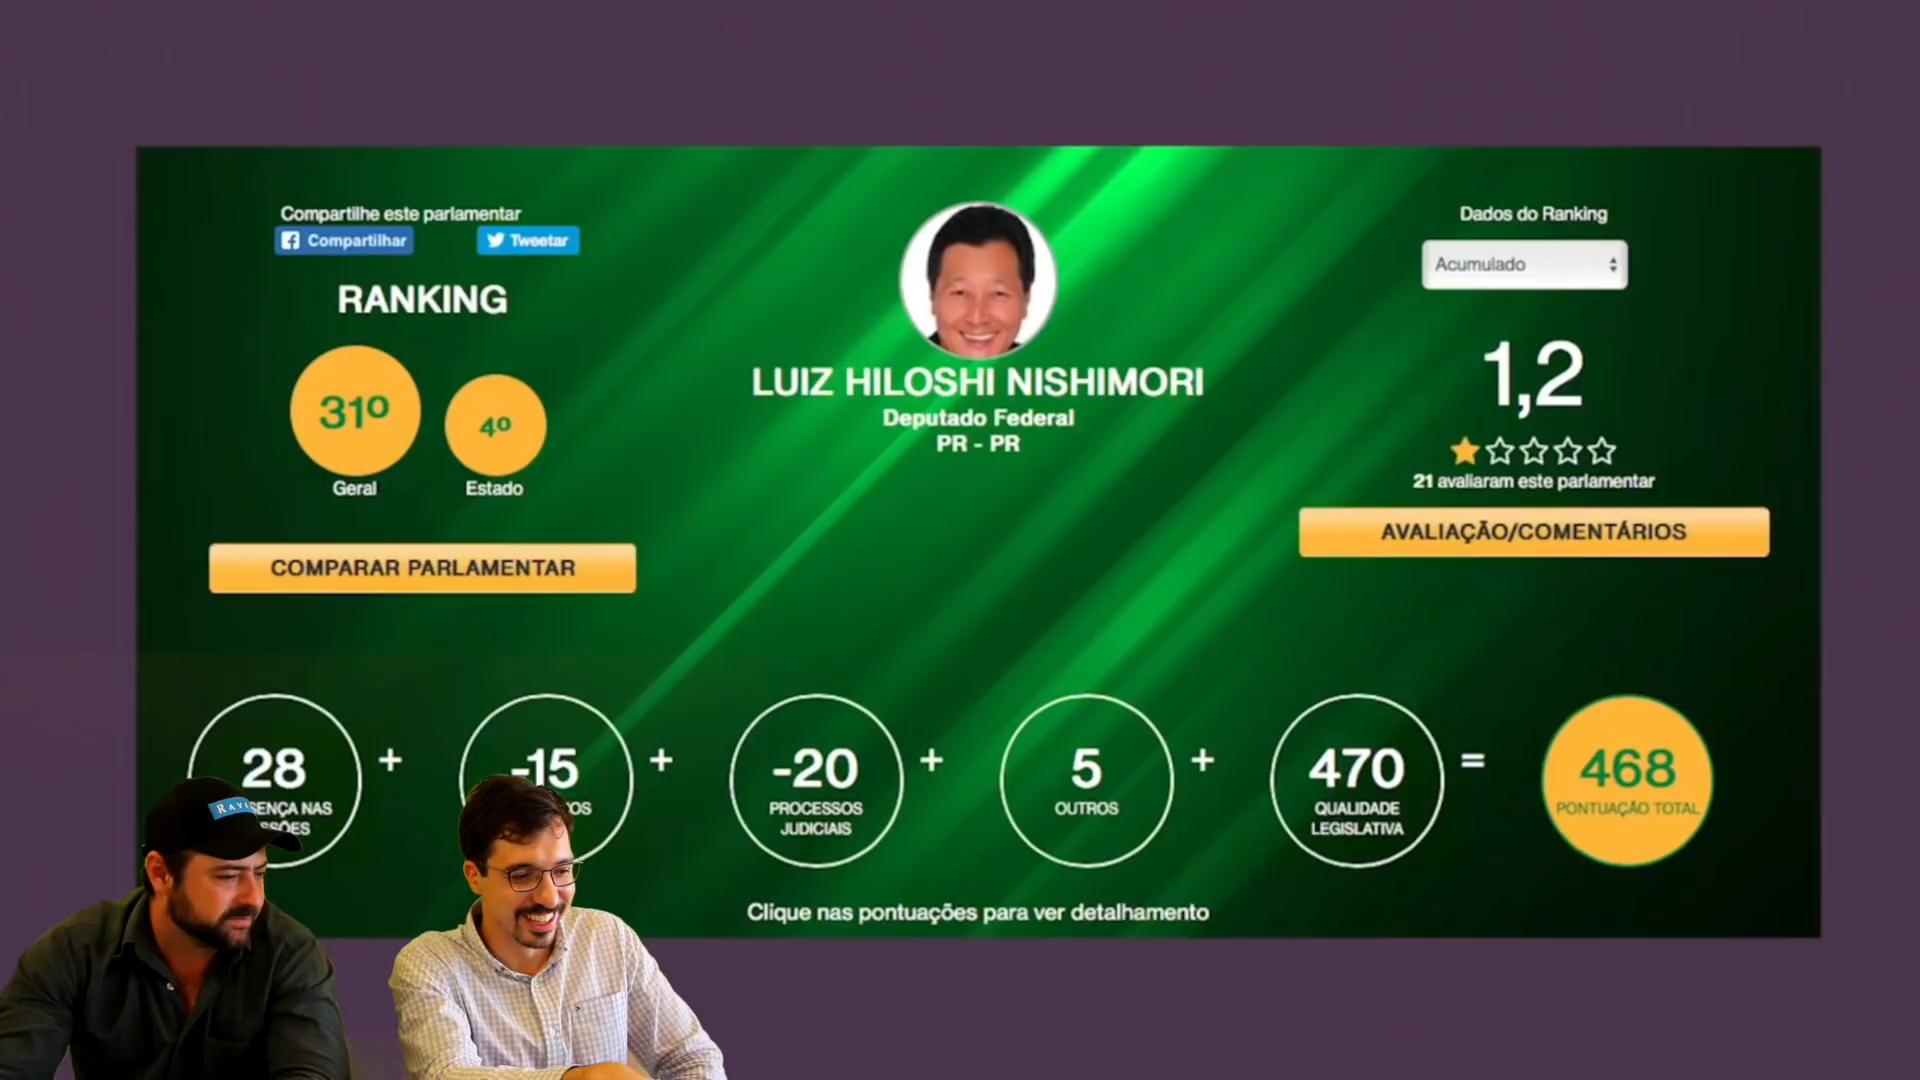 Compartilhe este parlamentar
Compartilhar
Tweetar
RANKING
31º
4º
Geral
Estado
COMPARAR PARLAMENTAR
LUIZ HILOSHI NISHIMORI
Deputado Federal
PR - PR
Dados do Ranking
Acumulado
1,2
21 avaliaram este parlamentar
AVALIAÇÃO/COMENTÁRIOS
28
+
-15
+
-20
PROCESSOS
JUDICIAIS
+
5
OUTROS
+
470
QUALIDADE
LEGISLATIVA
=
468
PONTUAÇÃO TOTAL
NAS
Clique nas pontuações para ver detalhamento